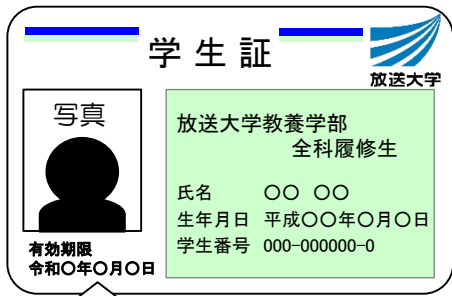 学生証
放送大学
写真
放送大学教養学部
全科履修生
氏名 〇〇 〇〇
生年月日 平成〇〇年〇月〇日
学生番号 000-000000-0
有効期限
令和〇年〇月〇日